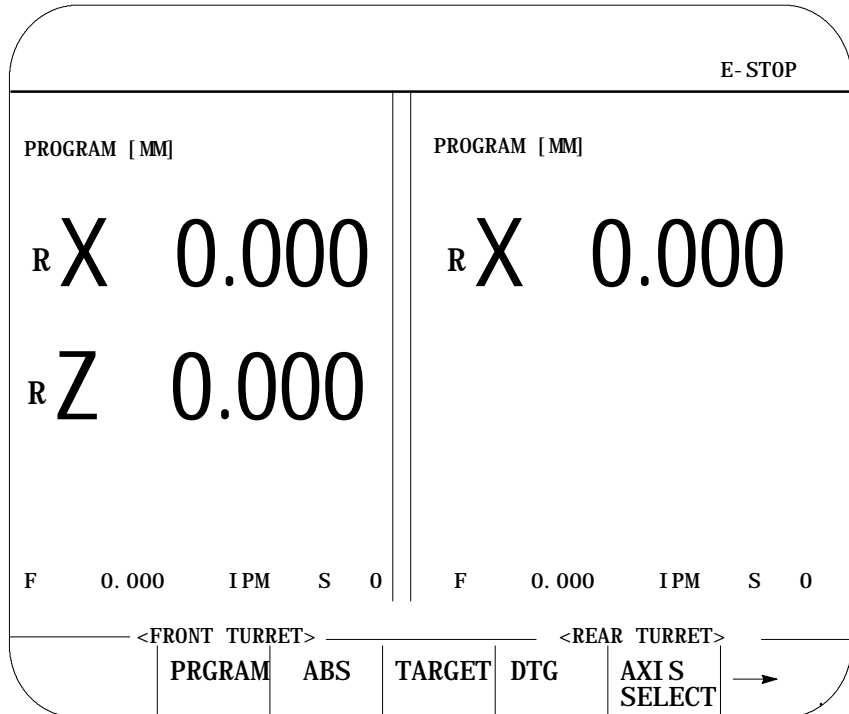 E-STOP
PROGRAM [MM]
R X 0.000
R Z 0.000
F 0.000 IPM S 0
<FRONT TURRET>
PROGRAM [MM]
R X 0.000
F 0.000 IPM S 0
<REAR TURRET>
PRGRAM ABS TARGET DTG AXIS SELECT